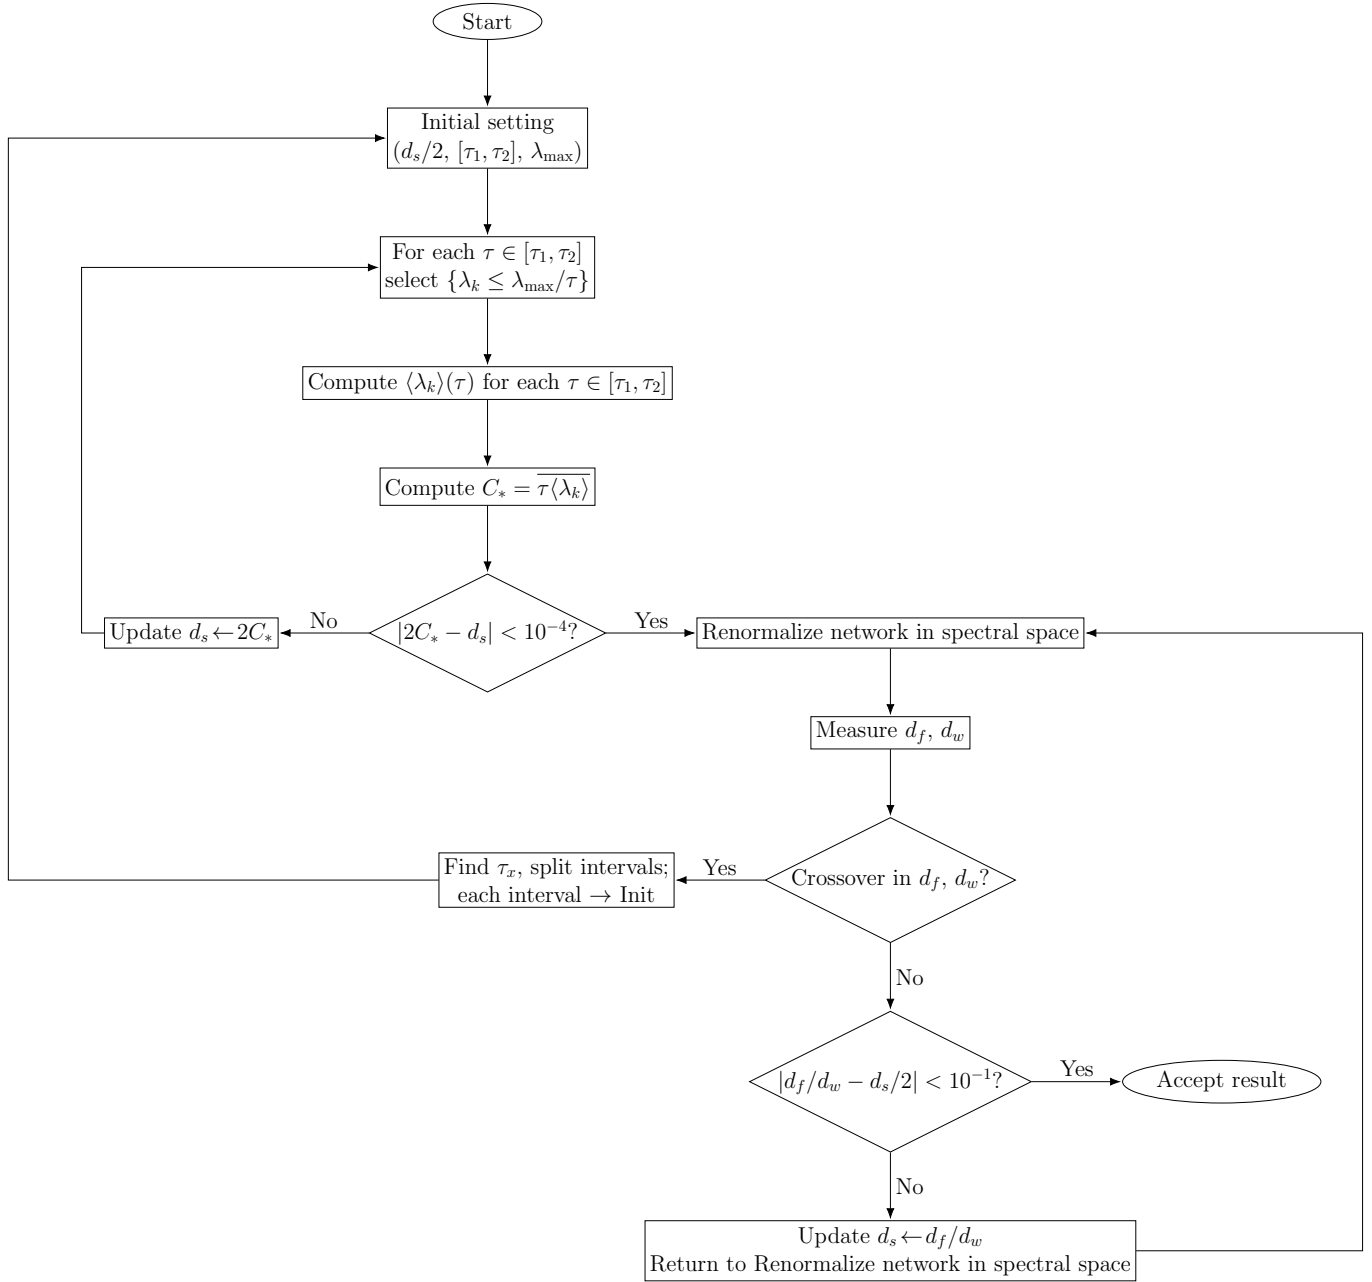 Start
Initial setting
(d_s/2, [τ_1, τ_2], λ_max)
For each τ ∈ [τ_1, τ_2]
select {λ_k ≤ λ_max/τ}
Compute ⟨λ_k⟩(τ) for each τ ∈ [τ_1, τ_2]
Compute C_* = \overline{τ⟨λ_k⟩}
|2C_* − d_s| < 10^{−4}?
No
Update d_s ← 2C_*
Yes
Renormalize network in spectral space
Measure d_f, d_w
Crossover in d_f, d_w?
Yes
Find τ_x, split intervals;
each interval → Init
No
|d_f/d_w − d_s/2| < 10^{−1}?
Yes
Accept result
No
Update d_s ← d_f/d_w
Return to Renormalize network in spectral space